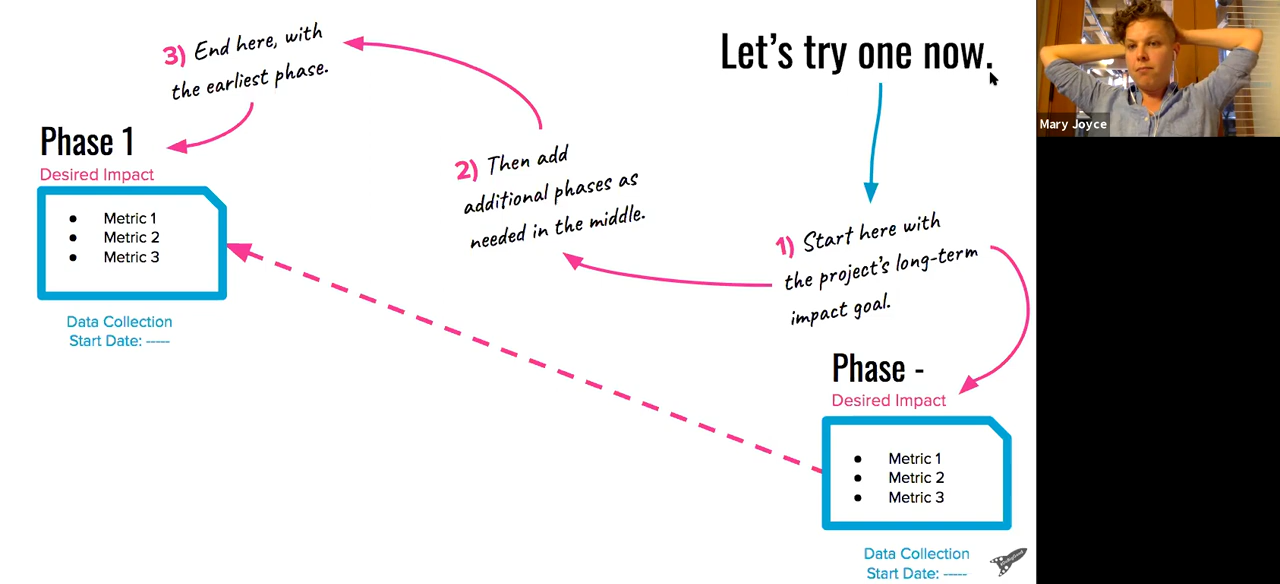 3) End here, with
the earliest phase.
Let's try one now.
Mary Joyce
Phase 1
Desired Impact
• Metric 1
• Metric 2
• Metric 3
Data Collection
Start Date: -----
2) Then add
additional phases as
needed in the middle.
1) Start here with
the project's long-term
impact goal.
Phase -
Desired Impact
• Metric 1
• Metric 2
• Metric 3
Data Collection
Start Date: -----